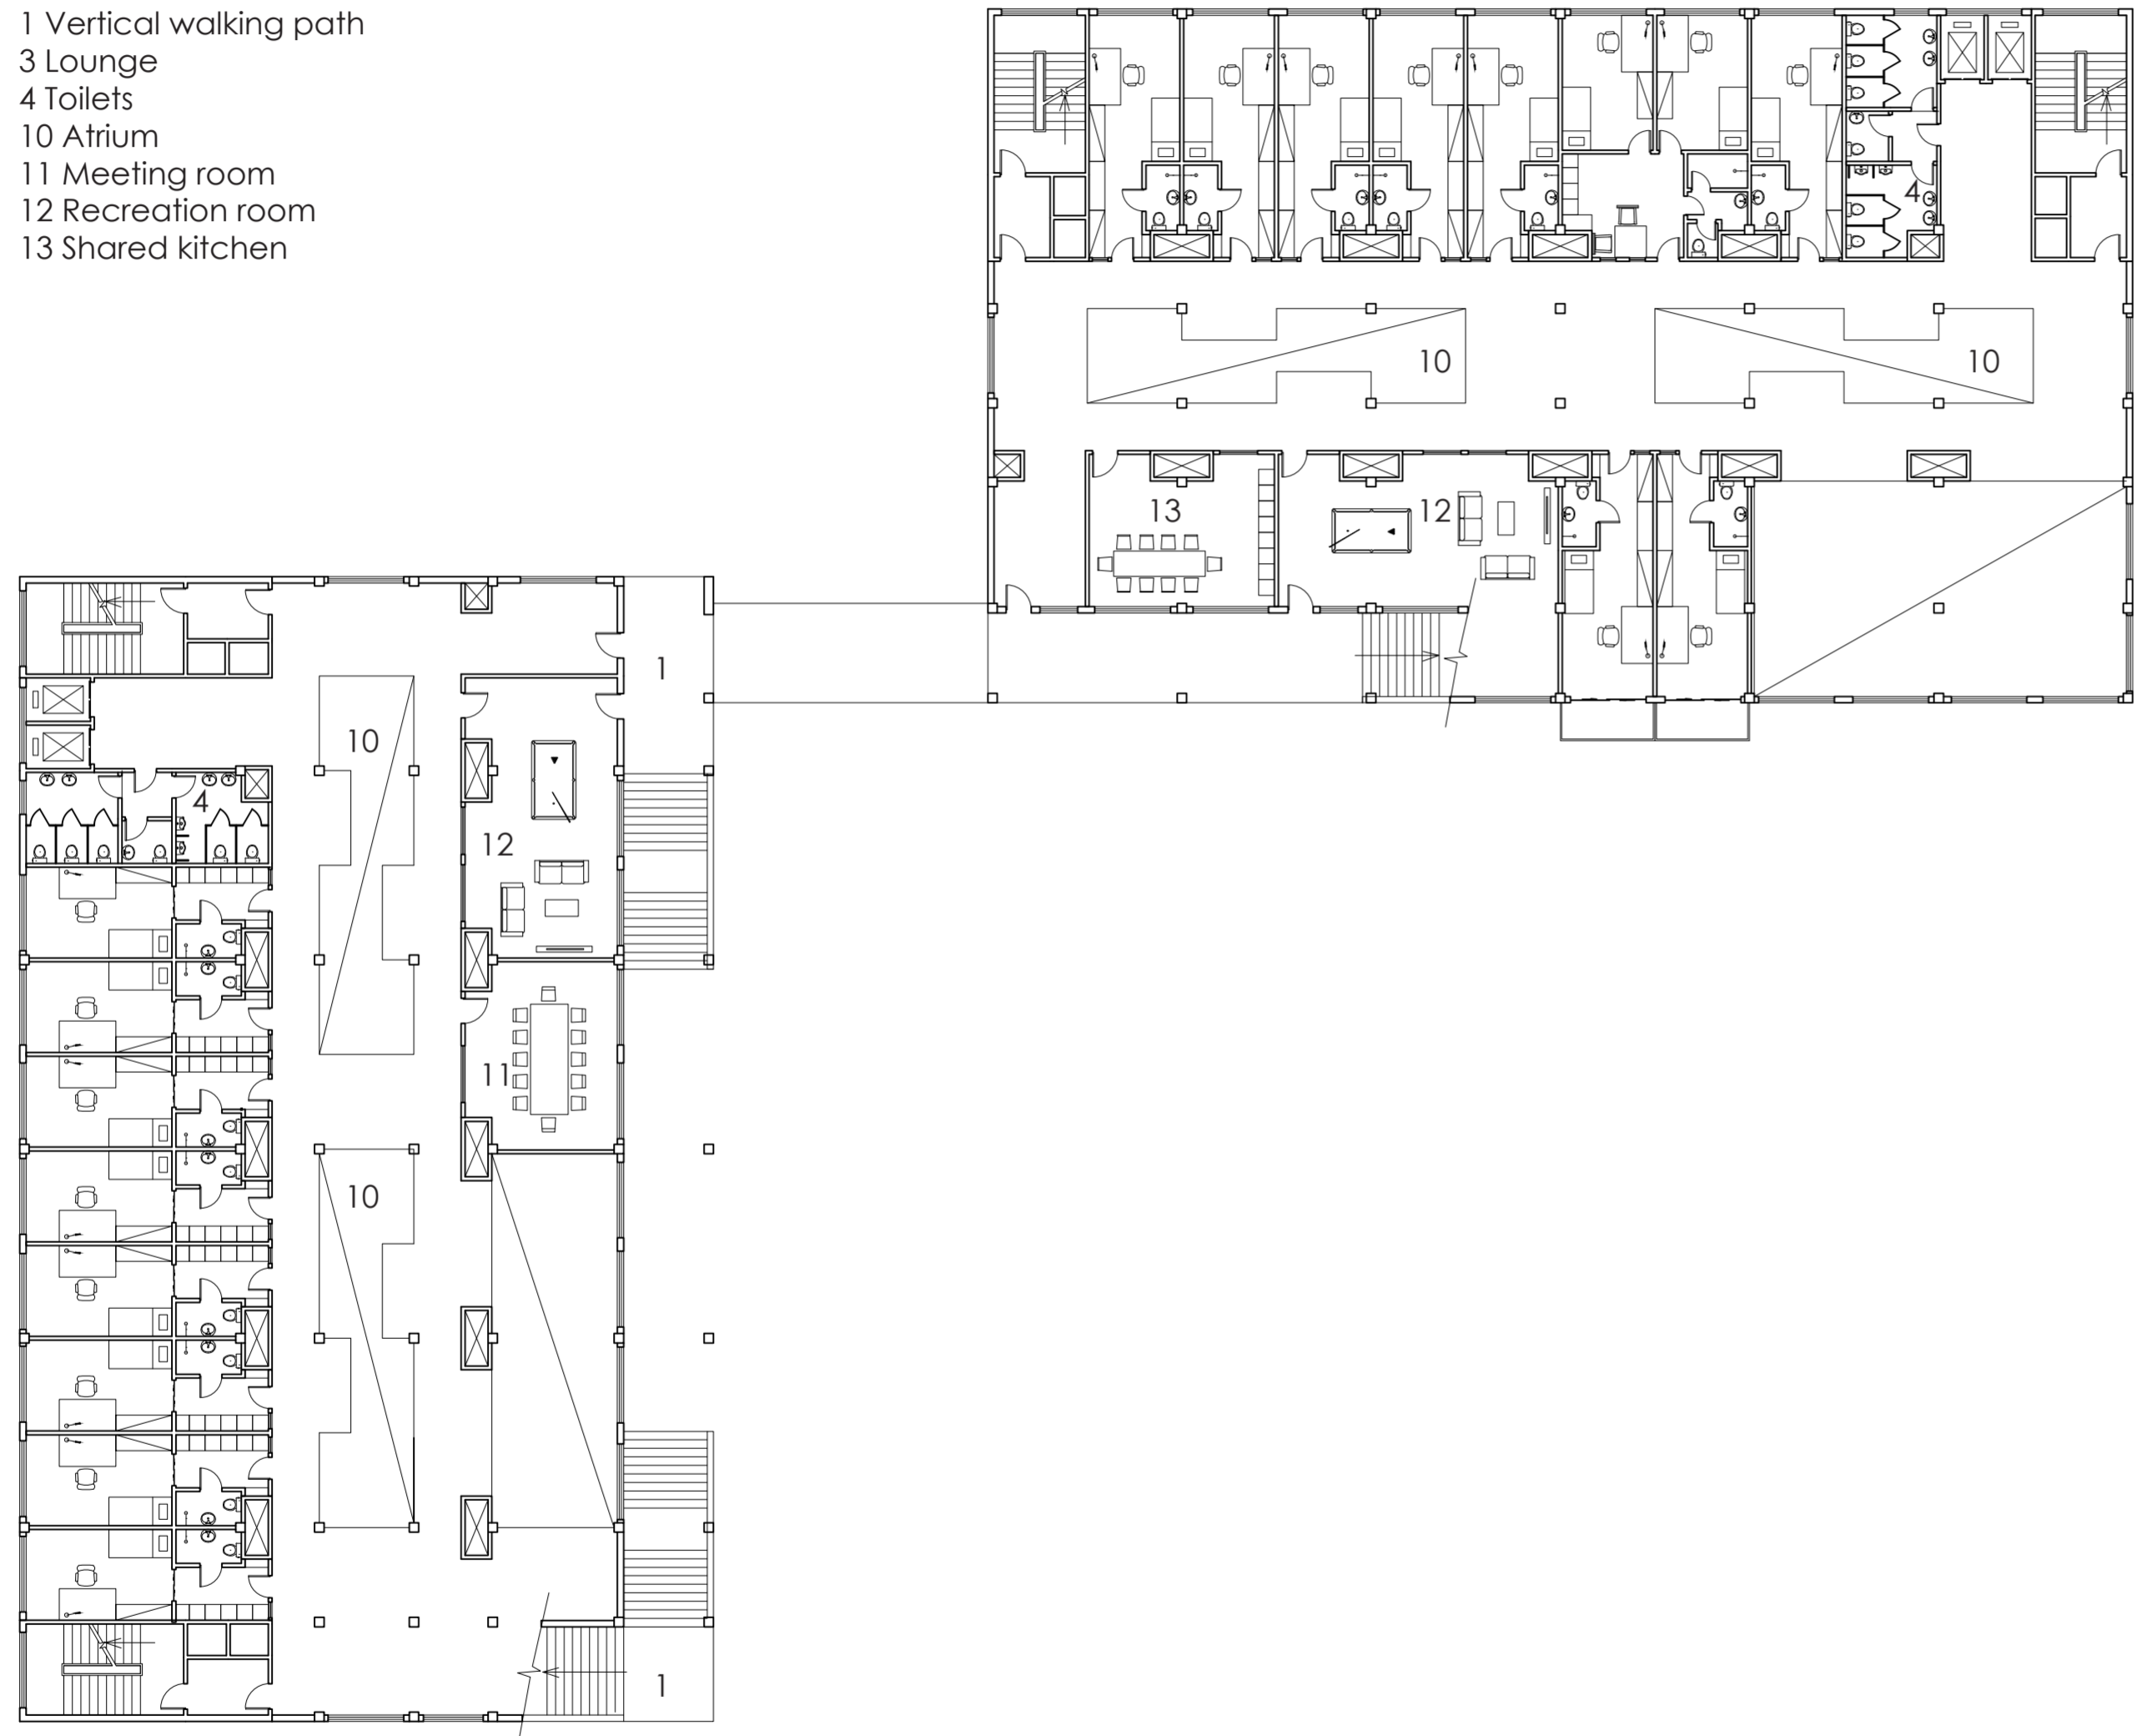 1 Vertical walking path
3 Lounge
4 Toilets
10 Atrium
11 Meeting room
12 Recreation room
13 Shared kitchen
4
10
10
13
12
1
10
4
12
11
10
1